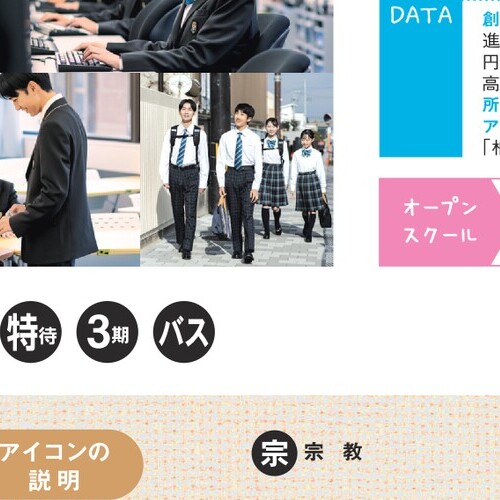 DATA
創
進
円
高
所
ア
オープン
スクール
特待
3期
バス
アイコンの
説明
宗 宗 教